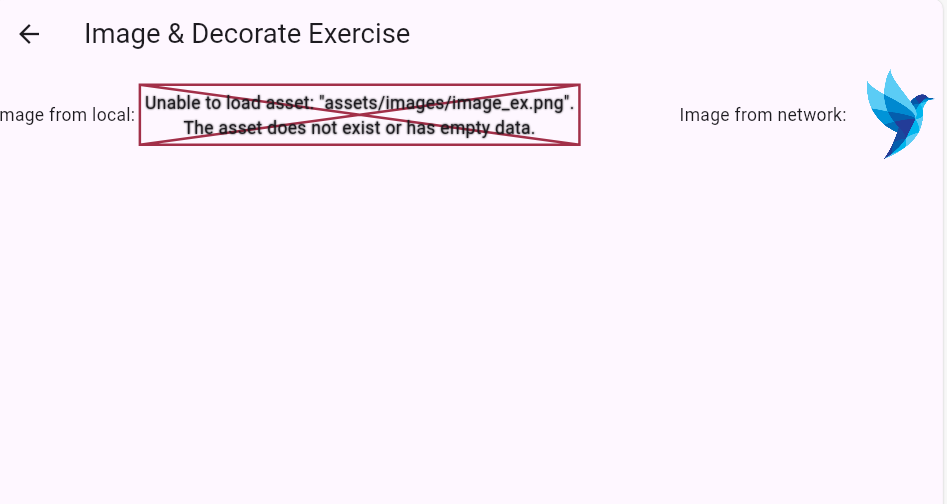 Image & Decorate Exercise
mage from local:
Unable to load asset: "assets/images/image_ex.png".
The asset does not exist or has empty data.
Image from network: